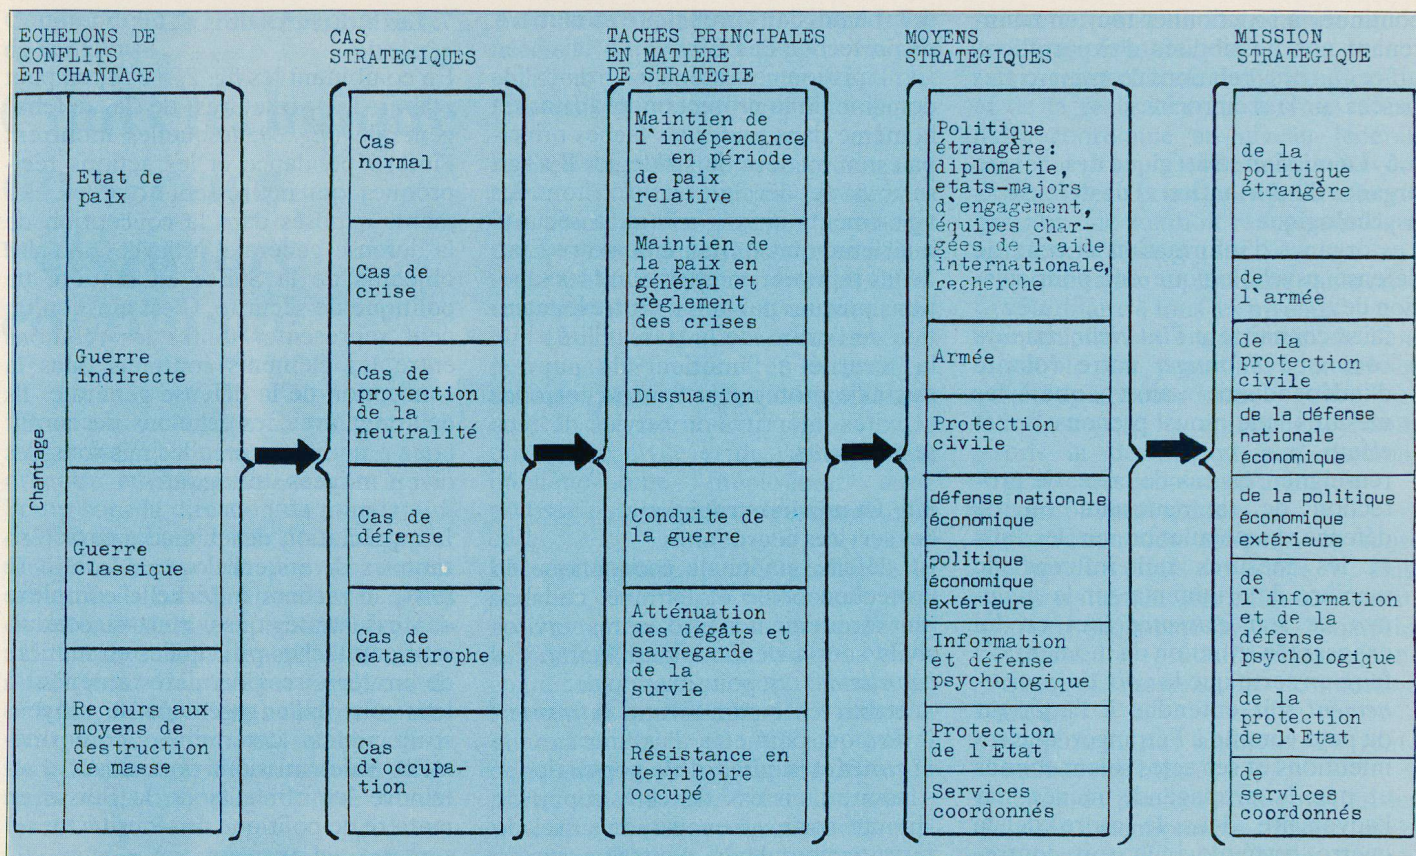 ECHELONS DE
CONFLITS
ET CHANTAGE
Chantage
Etat de
paix
Guerre
indirecte
Guerre
classique
Recours aux
moyens de
destruction
de masse
CAS
STRATEGIQUES
Cas
normal
Cas de
crise
Cas de
protection
de la
neutralité
Cas de
défense
Cas de
catastrophe
Cas
d`occupa-
tion
TACHES PRINCIPALES
EN MATIERE
DE STRATEGIE
Maintien de
l`indépendance
en période
de paix
relative
Maintien de
la paix en
général et
règlement
des crises
Dissuasion
Conduite de
la guerre
Atténuation
des dégâts et
sauvegarde
de la
survie
Résistance en
territoire
occupé
MOYENS
STRATEGIQUES
Politique
étrangère:
diplomatie,
etats-majors
d`engagement,
équipes char-
gées de l`aide
internationale,
recherche
Armée
Protection
civile
défense nationale
économique
politique
économique
extérieure
Information
et défense
psychologique
Protection
de l`Etat
Services
coordonnés
MISSION
STRATEGIQUE
de la
politique
étrangère
de
l`armée
de la
protection
civile
de la défense
nationale
économique
de la politique
économique
extérieure
de
l`information
et de la
défense
psychologique
de la
protection
de l`Etat
de
services
coordonnés